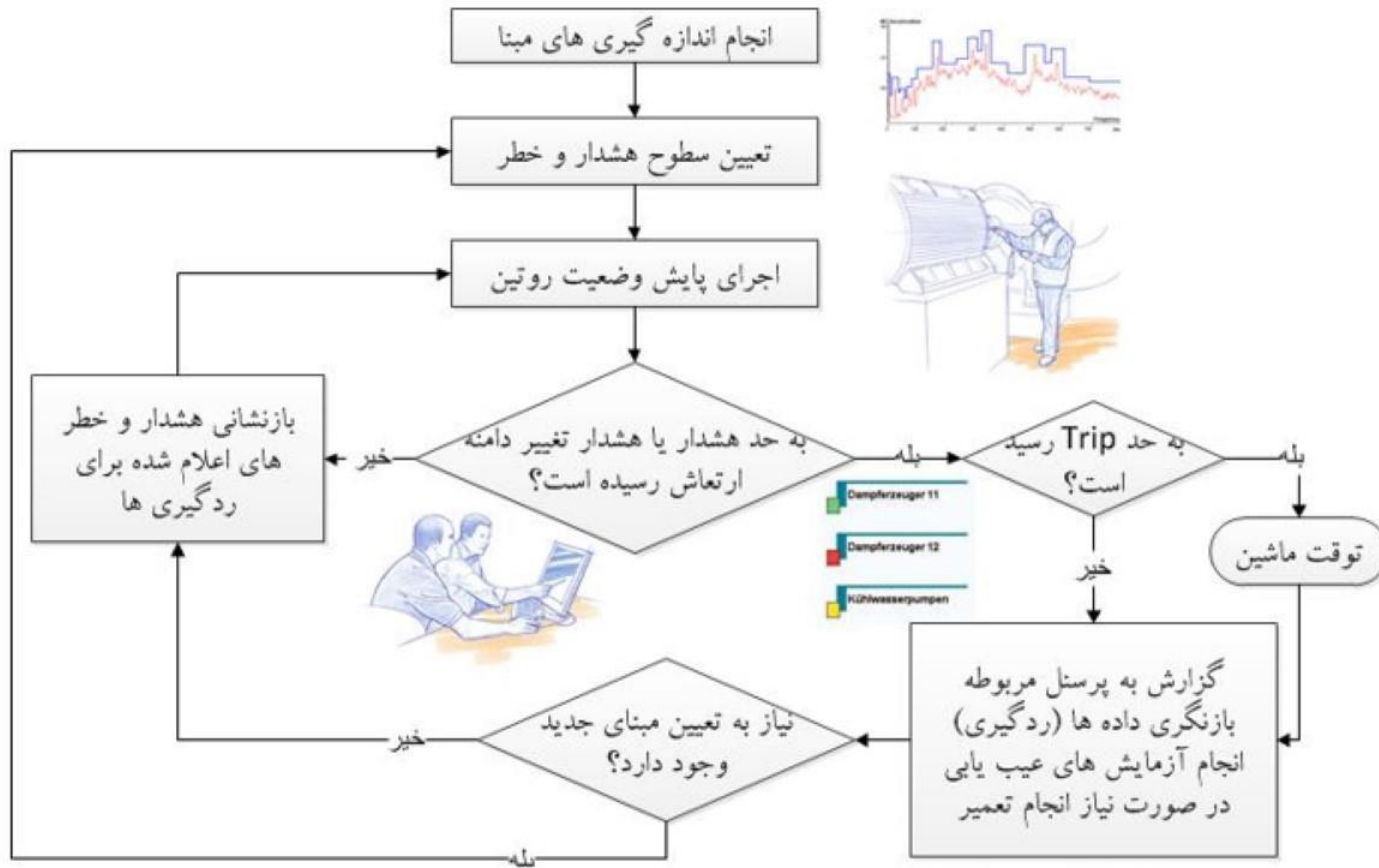 انجام اندازه گیری های مبنا
تعیین سطوح هشدار و خطر
اجرای پایش وضعیت روتین
به حد هشدار یا هشدار تغییر دامنه
ارتعاش رسیده است؟
خیر
بله
بازنشانی هشدار و خطر
های اعلام شده برای
ردگیری ها
به حد Trip رسید
است؟
بله
خیر
توقت ماشین
Dampferzeuger 11
Dampferzeuger 12
Kühlwasserpumpen
گزارش به پرسنل مربوطه
بازنگری داده ها (ردگیری)
انجام آزمایش های عیب یابی
در صورت نیاز انجام تعمیر
نیاز به تعیین مبنای جدید
وجود دارد؟
خیر
بله